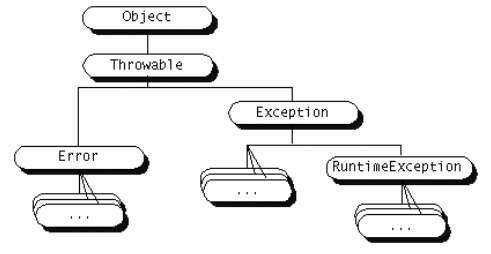 Object
Throwable
Exception
Error
RuntimeException
...
...
...